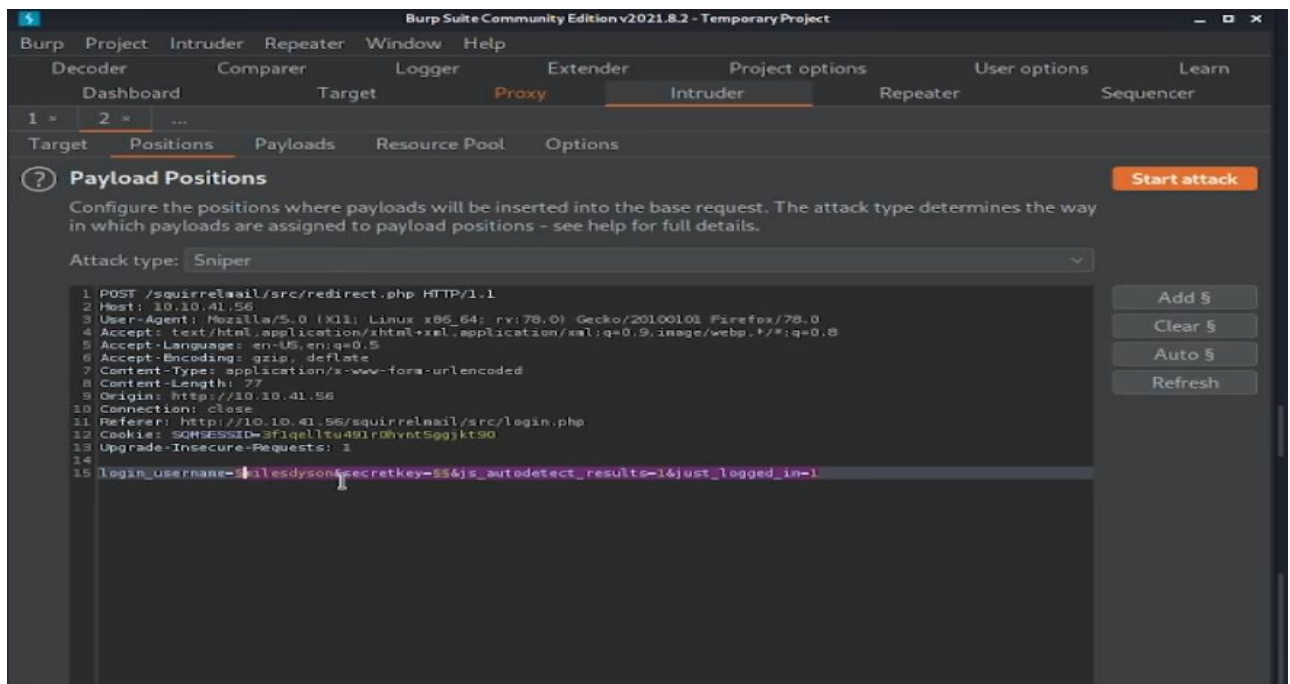 Burp Suite Community Edition v2021.8.2 - Temporary Project
Burp Project Intruder Repeater Window Help
Decoder Comparer Logger Extender Project options User options Learn
Dashboard Target Proxy Intruder Repeater Sequencer
1 × 2 × ...
Target Positions Payloads Resource Pool Options
? Payload Positions Start attack
Configure the positions where payloads will be inserted into the base request. The attack type determines the way
in which payloads are assigned to payload positions - see help for full details.
Attack type: Sniper
1 POST /squirrelmail/src/redirect.php HTTP/1.1
2 Host: 10.10.41.56
3 User-Agent: Mozilla/5.0 (X11; Linux x86_64; rv:78.0) Gecko/20100101 Firefox/78.0
4 Accept: text/html,application/xhtml+xml,application/xml;q=0.9,image/webp,*/*;q=0.8
5 Accept-Language: en-US,en;q=0.5
6 Accept-Encoding: gzip, deflate
7 Content-Type: application/x-www-form-urlencoded
8 Content-Length: 77
9 Origin: http://10.10.41.56
10 Connection: close
11 Referer: http://10.10.41.56/squirrelmail/src/login.php
12 Cookie: SQMSESSID=3f1qelltu491r0hvnt5ggjkt90
13 Upgrade-Insecure-Requests: 1
14
15 login_username=§milesdyson&secretkey=§§&js_autodetect_results=1&just_logged_in=1
Add §
Clear §
Auto §
Refresh